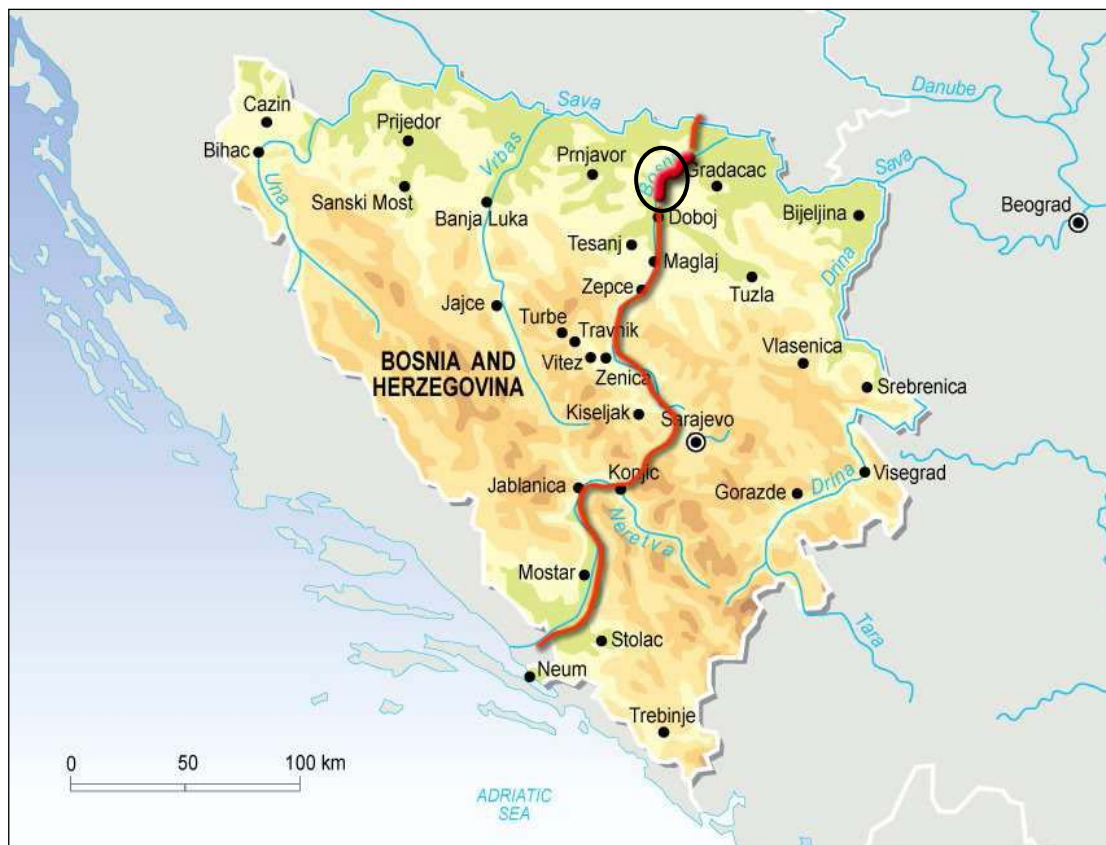 Danube
Sava
Cazin
Prijedor
Vrbas
Bihac
Prnjavor
Bosna
Gradacac
Sava
Una
Sanski Most
Banja Luka
Doboj
Bijeljina
Beograd
Tesanj
Maglaj
Drina
Zepce
Tuzla
Jajce
Turbe
Travnik
BOSNIA AND
HERZEGOVINA
Vitez
Zenica
Vlasenica
Srebrenica
Kiseljak
Sarajevo
Jablanica
Konjic
Gorazde
Drina
Visegrad
Neretva
Mostar
Tara
Stolac
Neum
Trebinje
0 50 100 km
ADRIATIC
SEA